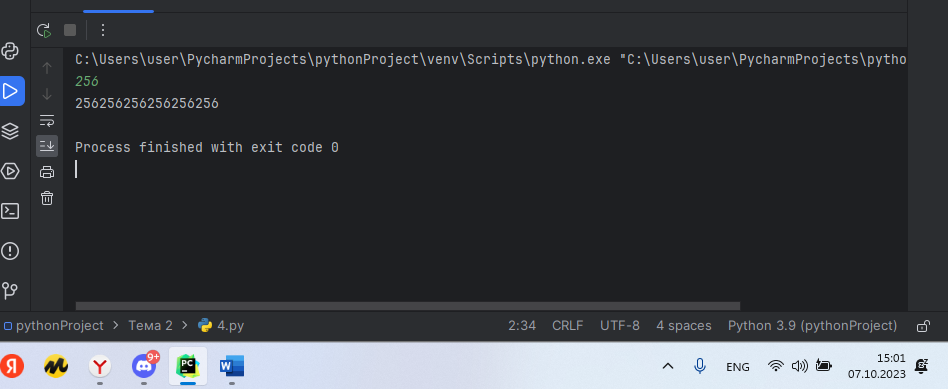 C:\Users\user\PycharmProjects\pythonProject\venv\Scripts\python.exe "C:\Users\user\PycharmProjects\pytho
256
256256256256256256
Process finished with exit code 0
pythonProject > Тема 2 > 4.py 2:34 CRLF UTF-8 4 spaces Python 3.9 (pythonProject)
Я Y 9+ PC W ENG 15:01
07.10.2023